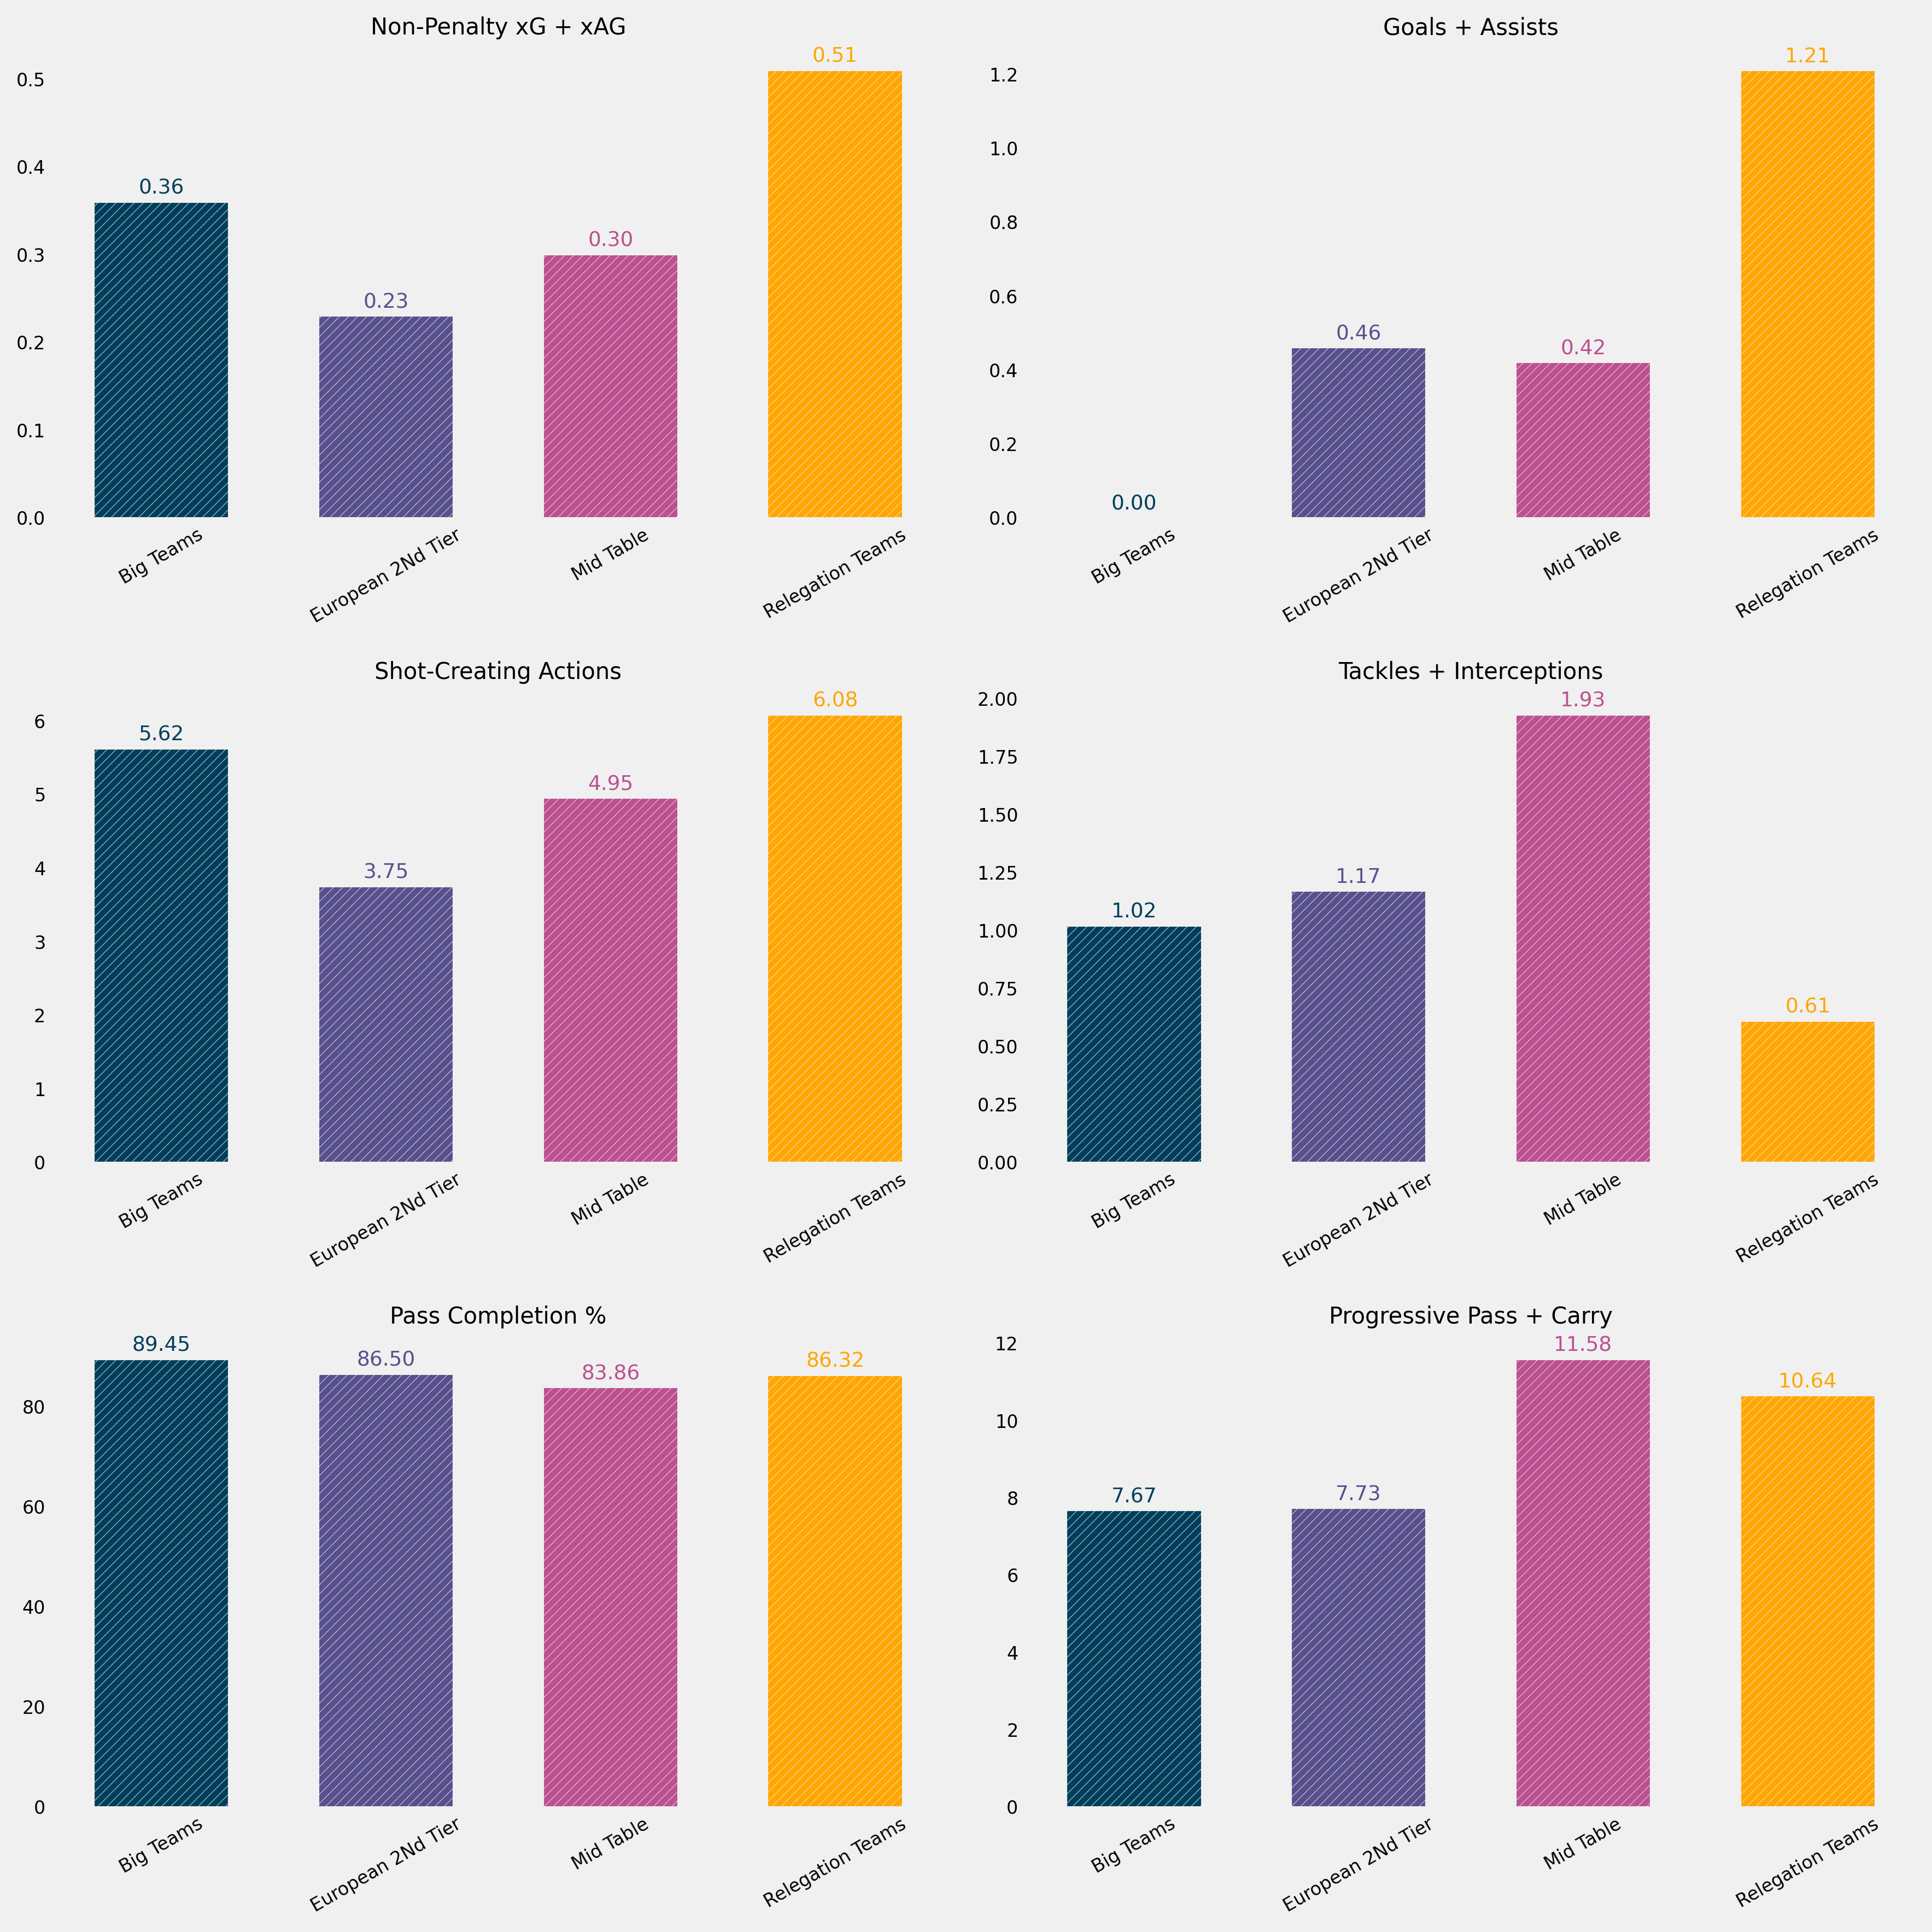 Non-Penalty xG + xAG
0.5
0.4
0.3
0.2
0.1
0.0
0.36
0.23
0.30
0.51
Big Teams
European 2Nd Tier
Mid Table
Relegation Teams
Goals + Assists
1.2
1.0
0.8
0.6
0.4
0.2
0.0
0.00
0.46
0.42
1.21
Big Teams
European 2Nd Tier
Mid Table
Relegation Teams
Shot-Creating Actions
6
5
4
3
2
1
0
5.62
3.75
4.95
6.08
Big Teams
European 2Nd Tier
Mid Table
Relegation Teams
Tackles + Interceptions
2.00
1.75
1.50
1.25
1.00
0.75
0.50
0.25
0.00
1.02
1.17
1.93
0.61
Big Teams
European 2Nd Tier
Mid Table
Relegation Teams
Pass Completion %
80
60
40
20
0
89.45
86.50
83.86
86.32
Big Teams
European 2Nd Tier
Mid Table
Relegation Teams
Progressive Pass + Carry
12
10
8
6
4
2
0
7.67
7.73
11.58
10.64
Big Teams
European 2Nd Tier
Mid Table
Relegation Teams